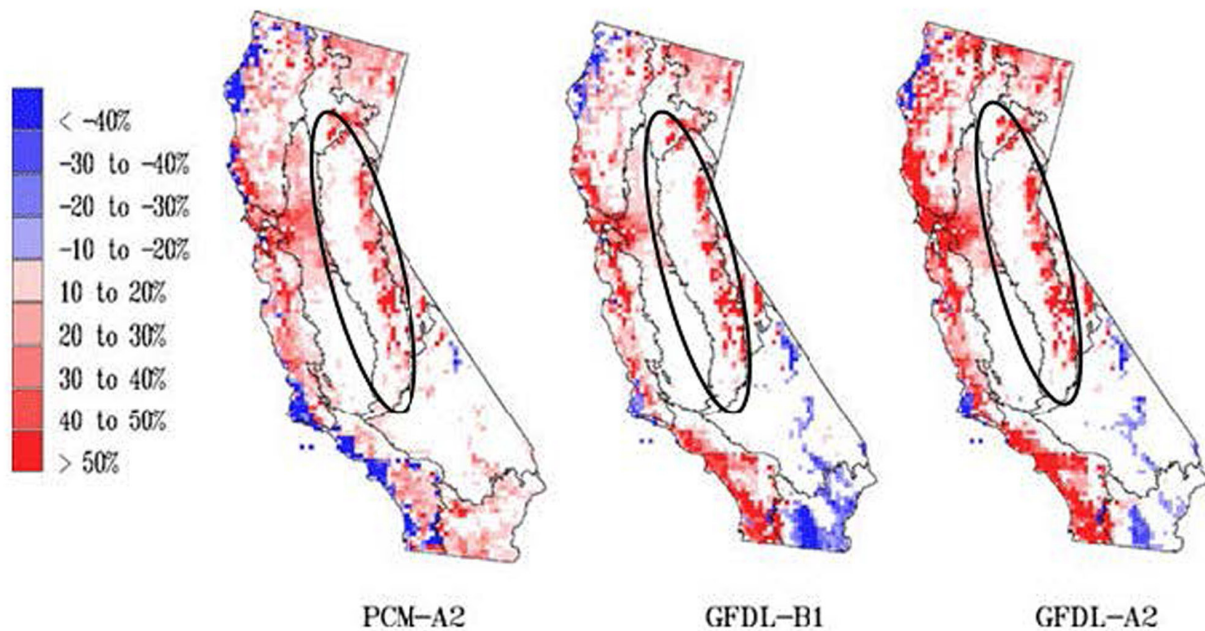 < -40%
-30 to -40%
-20 to -30%
-10 to -20%
10 to 20%
20 to 30%
30 to 40%
40 to 50%
> 50%
PCM-A2
GFDL-B1
GFDL-A2